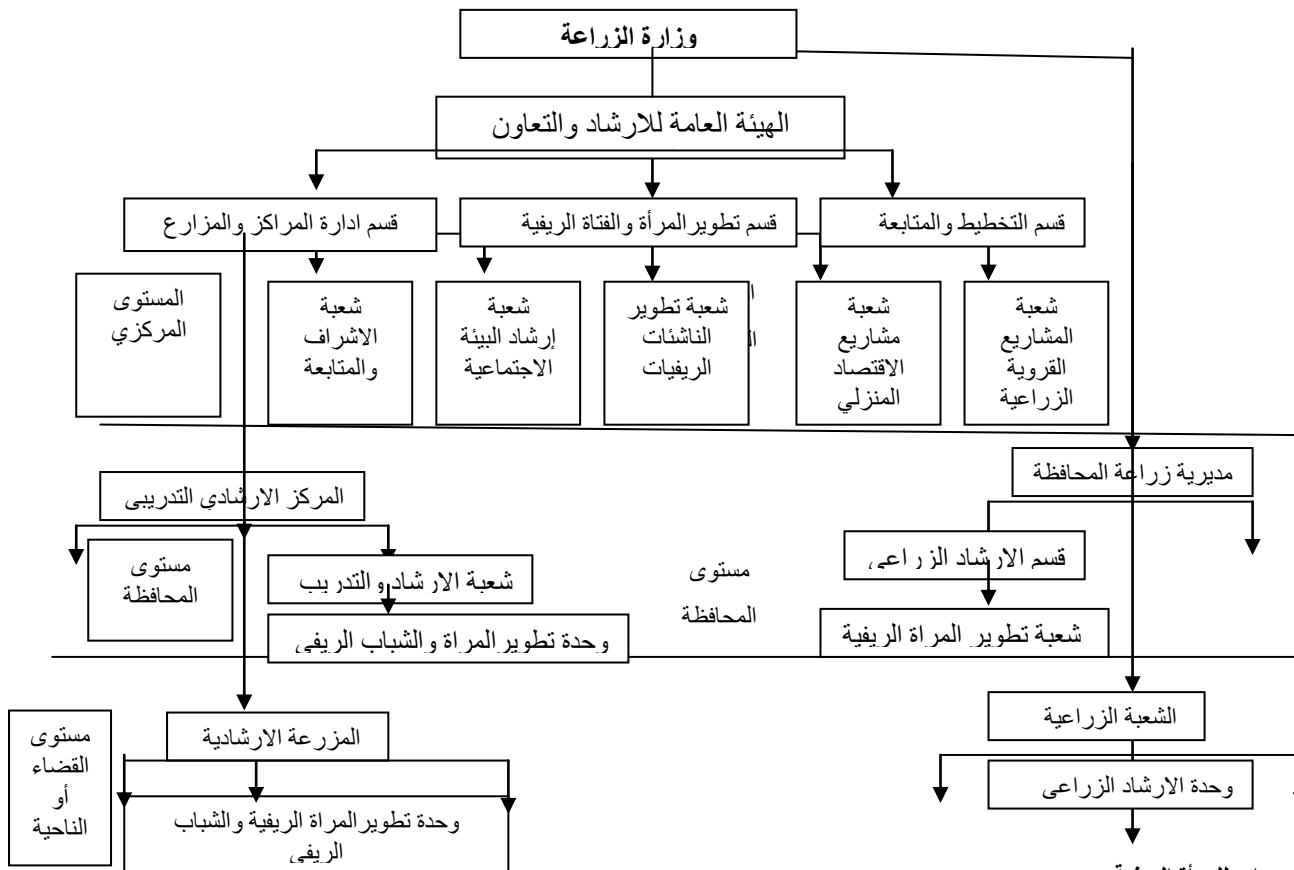 وزارة الزراعة
الهيئة العامة للارشاد والتعاون
قسم التخطيط والمتابعة
قسم تطوير المرأة والفتاة الريفية
قسم ادارة المراكز والمزارع
شعبة
المشاريع
القروية
الزراعية
شعبة
مشاريع
الاقتصاد
المنزلي
شعبة تطوير
الناشئات
الريفيات
شعبة
إرشاد البيئة
الاجتماعية
شعبة
الاشراف
والمتابعة
المستوى
المركزي
مديرية زراعة المحافظة
المركز الارشادي التدريبي
قسم الارشاد الزراعي
مستوى
المحافظة
شعبة الارشاد والتدريب
مستوى
المحافظة
شعبة تطوير المراة الريفية
وحدة تطوير المراة والشباب الريفي
الشعبة الزراعية
المزرعة الارشادية
مستوى
القضاء
أو
الناحية
وحدة الارشاد الزراعي
وحدة تطوير المراة الريفية والشباب
الريفي